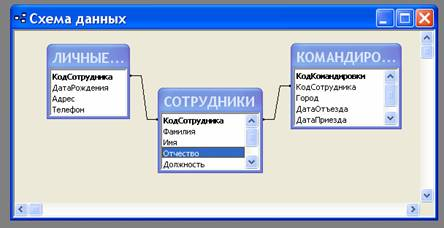 Схема данных
ЛИЧНЫЕ...
КодСотрудника
ДатаРождения
Адрес
Телефон
СОТРУДНИКИ
КодСотрудника
Фамилия
Имя
Отчество
Должность
КОМАНДИРО...
КодКомандировки
КодСотрудника
Город
ДатаОтъезда
ДатаПриезда